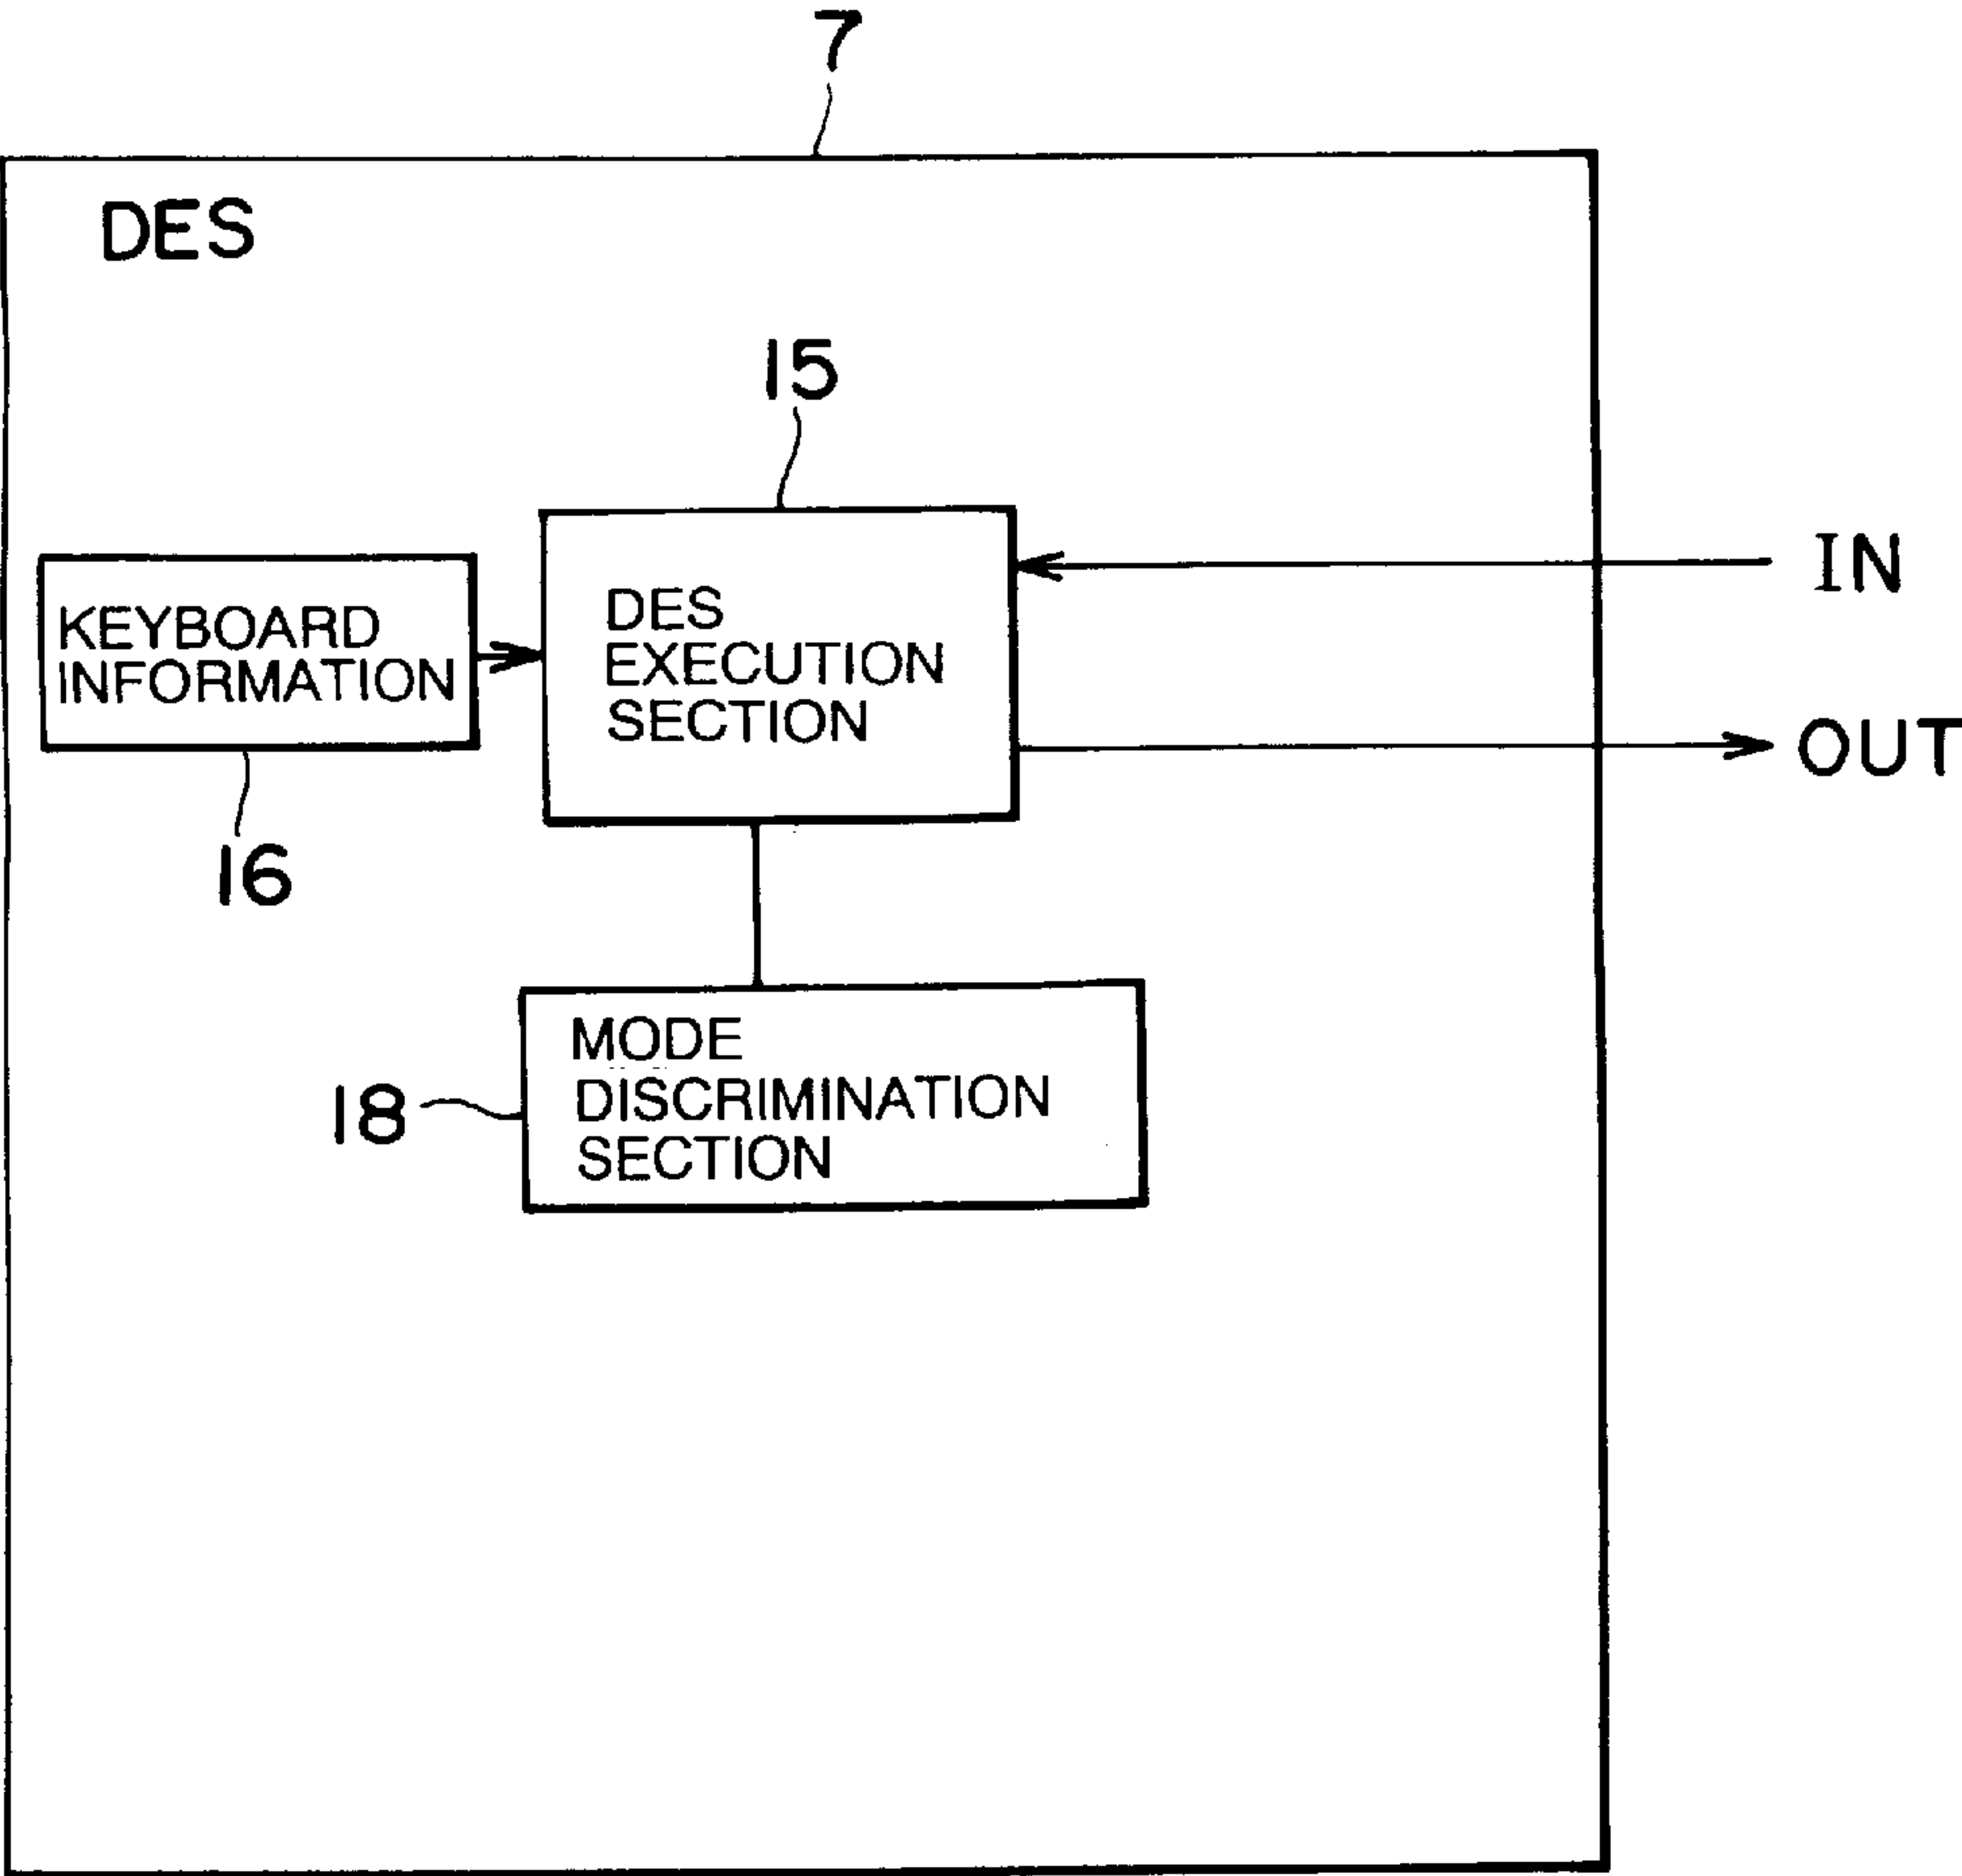 7
DES
15
IN
KEYBOARD
INFORMATION
DES
EXECUTION
SECTION
OUT
16
MODE
DISCRIMINATION
SECTION
18